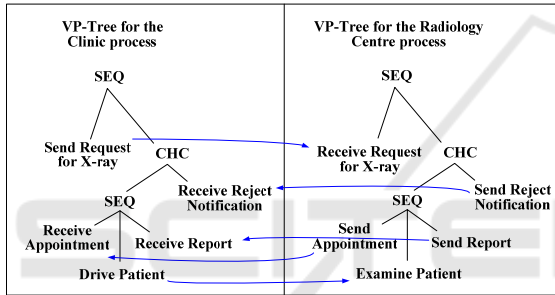 VP-Tree for the
Clinic process
SEQ
Send Request
for X-ray
CHC
SEQ
Receive Reject
Notification
Receive
Appointment
Receive Report
Drive Patient
VP-Tree for the Radiology
Centre process
SEQ
Receive Request
for X-ray
CHC
SEQ
Send Reject
Notification
Send
Appointment
Send Report
Examine Patient